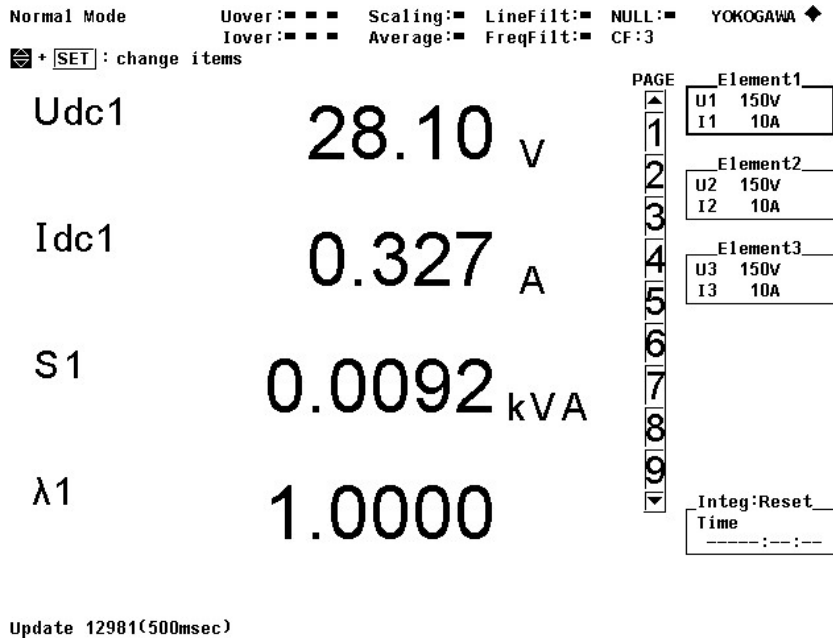 Normal Mode
Uover:= = = Scaling:= LineFilt:= NULL:= YOKOGAWA ◆
Iover:= = = Average:= FreqFilt:= CF:3
+ SET : change items
PAGE
Udc1 28.10 V
Idc1 0.327 A
S1 0.0092 kVA
λ1 1.0000
1
2
3
4
5
6
7
8
9
Element1
U1 150V
I1 10A
Element2
U2 150V
I2 10A
Element3
U3 150V
I3 10A
Integ:Reset
Time
-----:--:--
Update 12981(500msec)